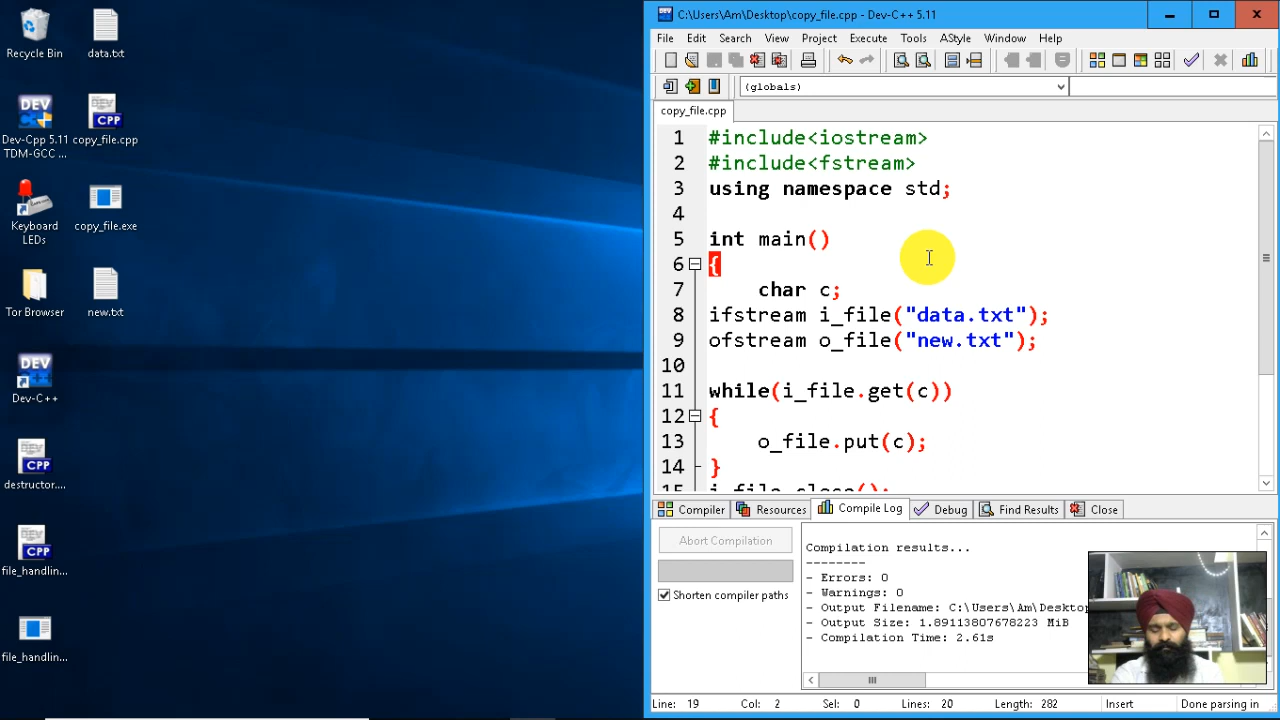 Recycle Bin
data.txt
Dev-Cpp 5.11
TDM-GCC ...
copy_file.cpp
Keyboard
LEDs
copy_file.exe
Tor Browser
new.txt
Dev-C++
destructor....
file_handlin...
file_handlin...
C:\Users\Am\Desktop\copy_file.cpp - Dev-C++ 5.11
File Edit Search View Project Execute Tools AStyle Window Help
(globals)
copy_file.cpp
1 #include<iostream>
2 #include<fstream>
3 using namespace std;
4
5 int main()
6 {
7 char c;
8 ifstream i_file("data.txt");
9 ofstream o_file("new.txt");
10
11 while(i_file.get(c))
12 {
13 o_file.put(c);
14 }
15 i_file.close();
Compiler Resources Compile Log Debug Find Results Close
Abort Compilation
Shorten compiler paths
Compilation results...
--------
- Errors: 0
- Warnings: 0
- Output Filename: C:\Users\Am\Deskto
- Output Size: 1.89113807678223 MiB
- Compilation Time: 2.61s
Line: 19 Col: 2 Sel: 0 Lines: 20 Length: 282 Insert Done parsing in